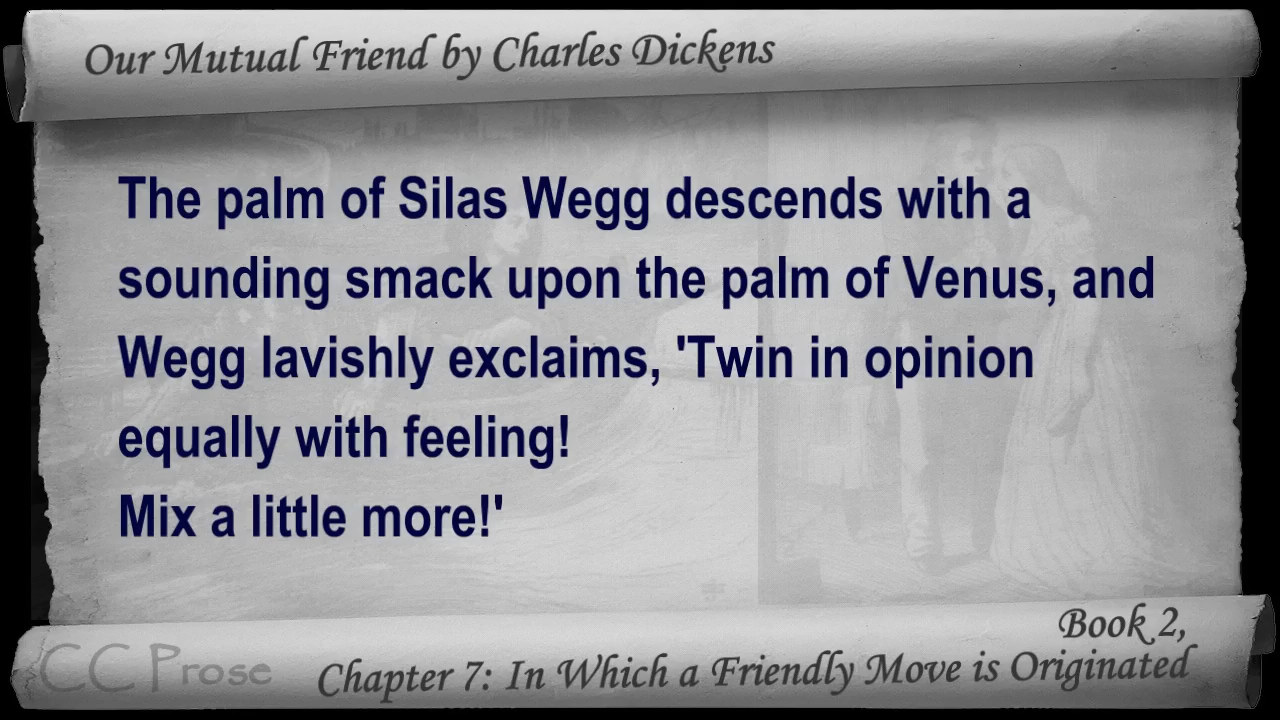 Our Mutual Friend by Charles Dickens
The palm of Silas Wegg descends with a
sounding smack upon the palm of Venus, and
Wegg lavishly exclaims, 'Twin in opinion
equally with feeling!
Mix a little more!'
Book 2,
CC Prose
Chapter 7: In Which a Friendly Move is Originated